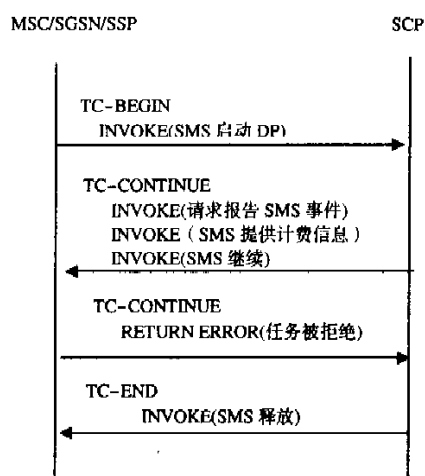 MSC/SGSN/SSP SCP
TC-BEGIN
INVOKE(SMS 启动 DP)
TC-CONTINUE
INVOKE(请求报告 SMS 事件)
INVOKE（SMS 提供计费信息）
INVOKE(SMS 继续)
TC-CONTINUE
RETURN ERROR(任务被拒绝)
TC-END
INVOKE(SMS 释放)